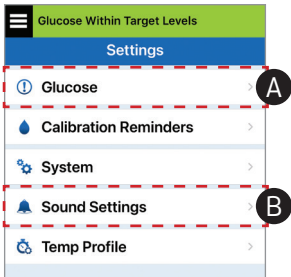 Glucose Within Target Levels
Settings
Glucose
A
Calibration Reminders
System
Sound Settings
B
Temp Profile